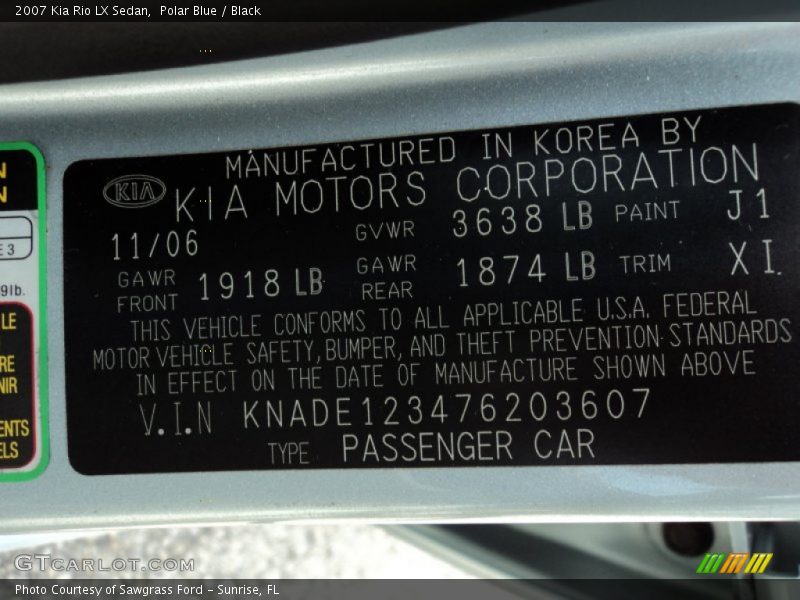 2007 Kia Rio LX Sedan,  Polar Blue / Black
MANUFACTURED IN KOREA BY
KIA KIA MOTORS CORPORATION
11/06 GVWR 3638 LB PAINT J1
GAWR FRONT 1918 LB GAWR REAR 1874 LB TRIM XI.
THIS VEHICLE CONFORMS TO ALL APPLICABLE U.S.A. FEDERAL
MOTOR VEHICLE SAFETY, BUMPER, AND THEFT PREVENTION STANDARDS
IN EFFECT ON THE DATE OF MANUFACTURE SHOWN ABOVE
V.I.N KNADE123476203607
TYPE PASSENGER CAR
GTCARLOT.COM
Photo Courtesy of Sawgrass Ford - Sunrise, FL